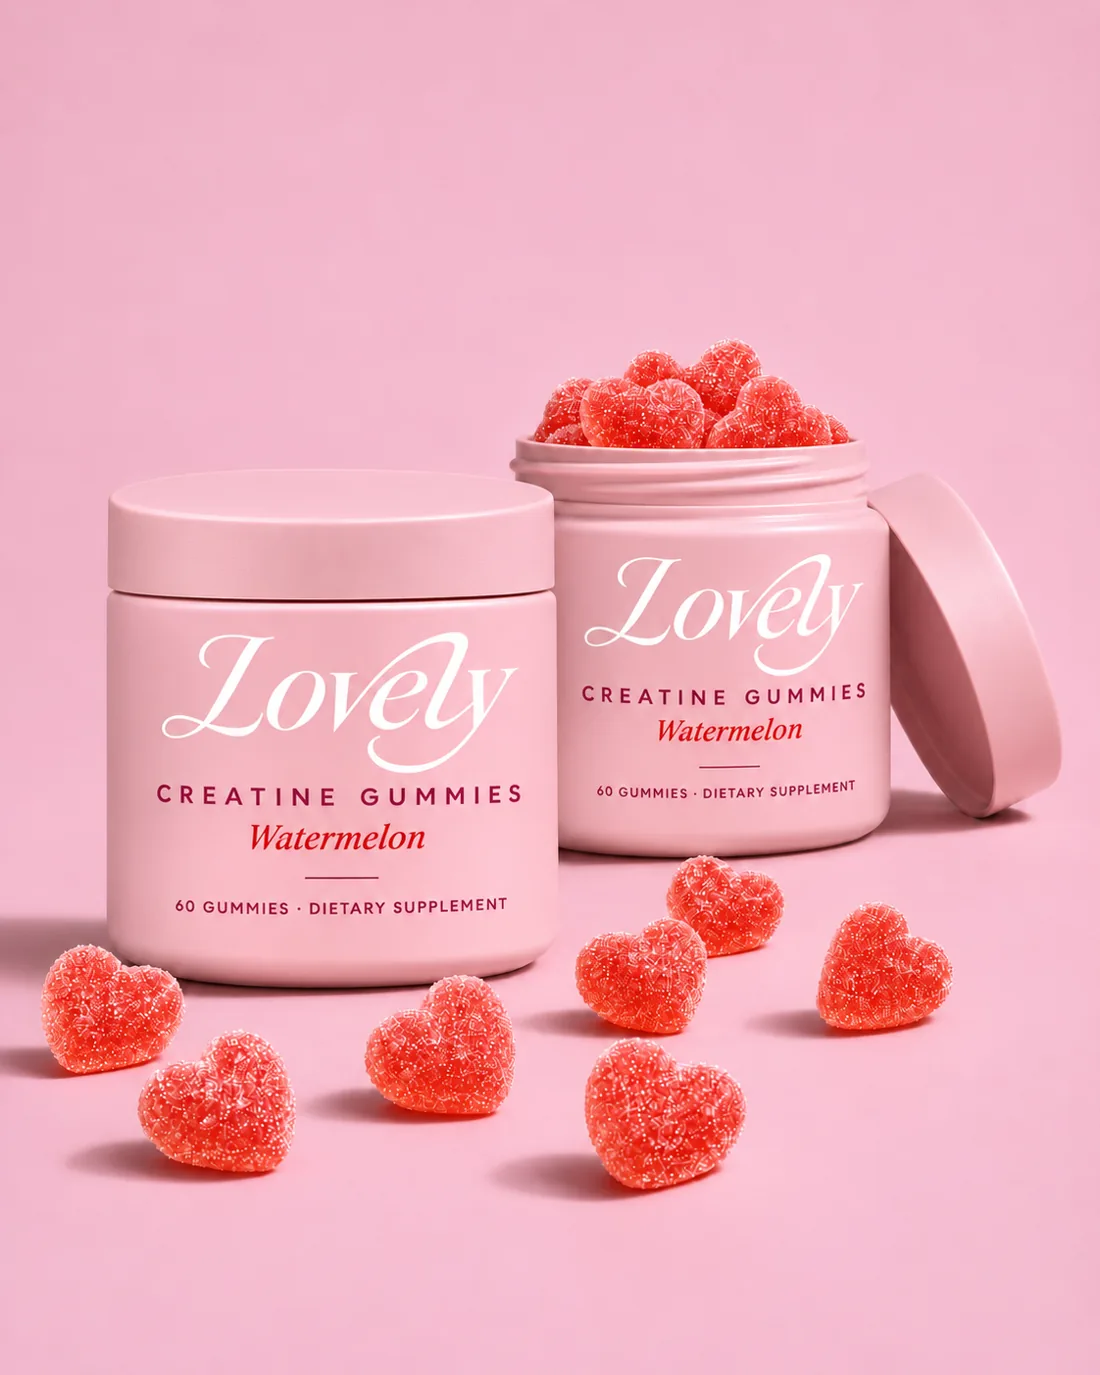 Lovely
CREATINE GUMMIES
Watermelon
60 GUMMIES · DIETARY SUPPLEMENT
Lovely
CREATINE GUMMIES
Watermelon
60 GUMMIES · DIETARY SUPPLEMENT